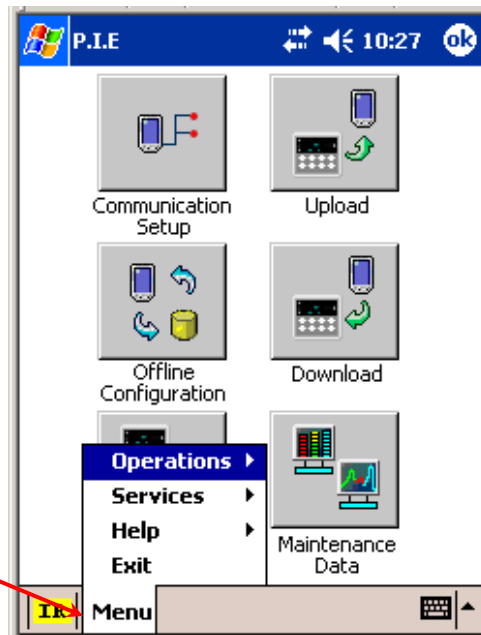 P.I.E 10:27 ok
Communication
Setup
Upload
Offline
Configuration
Download
Operations
Services
Help
Exit
Maintenance
Data
IR Menu